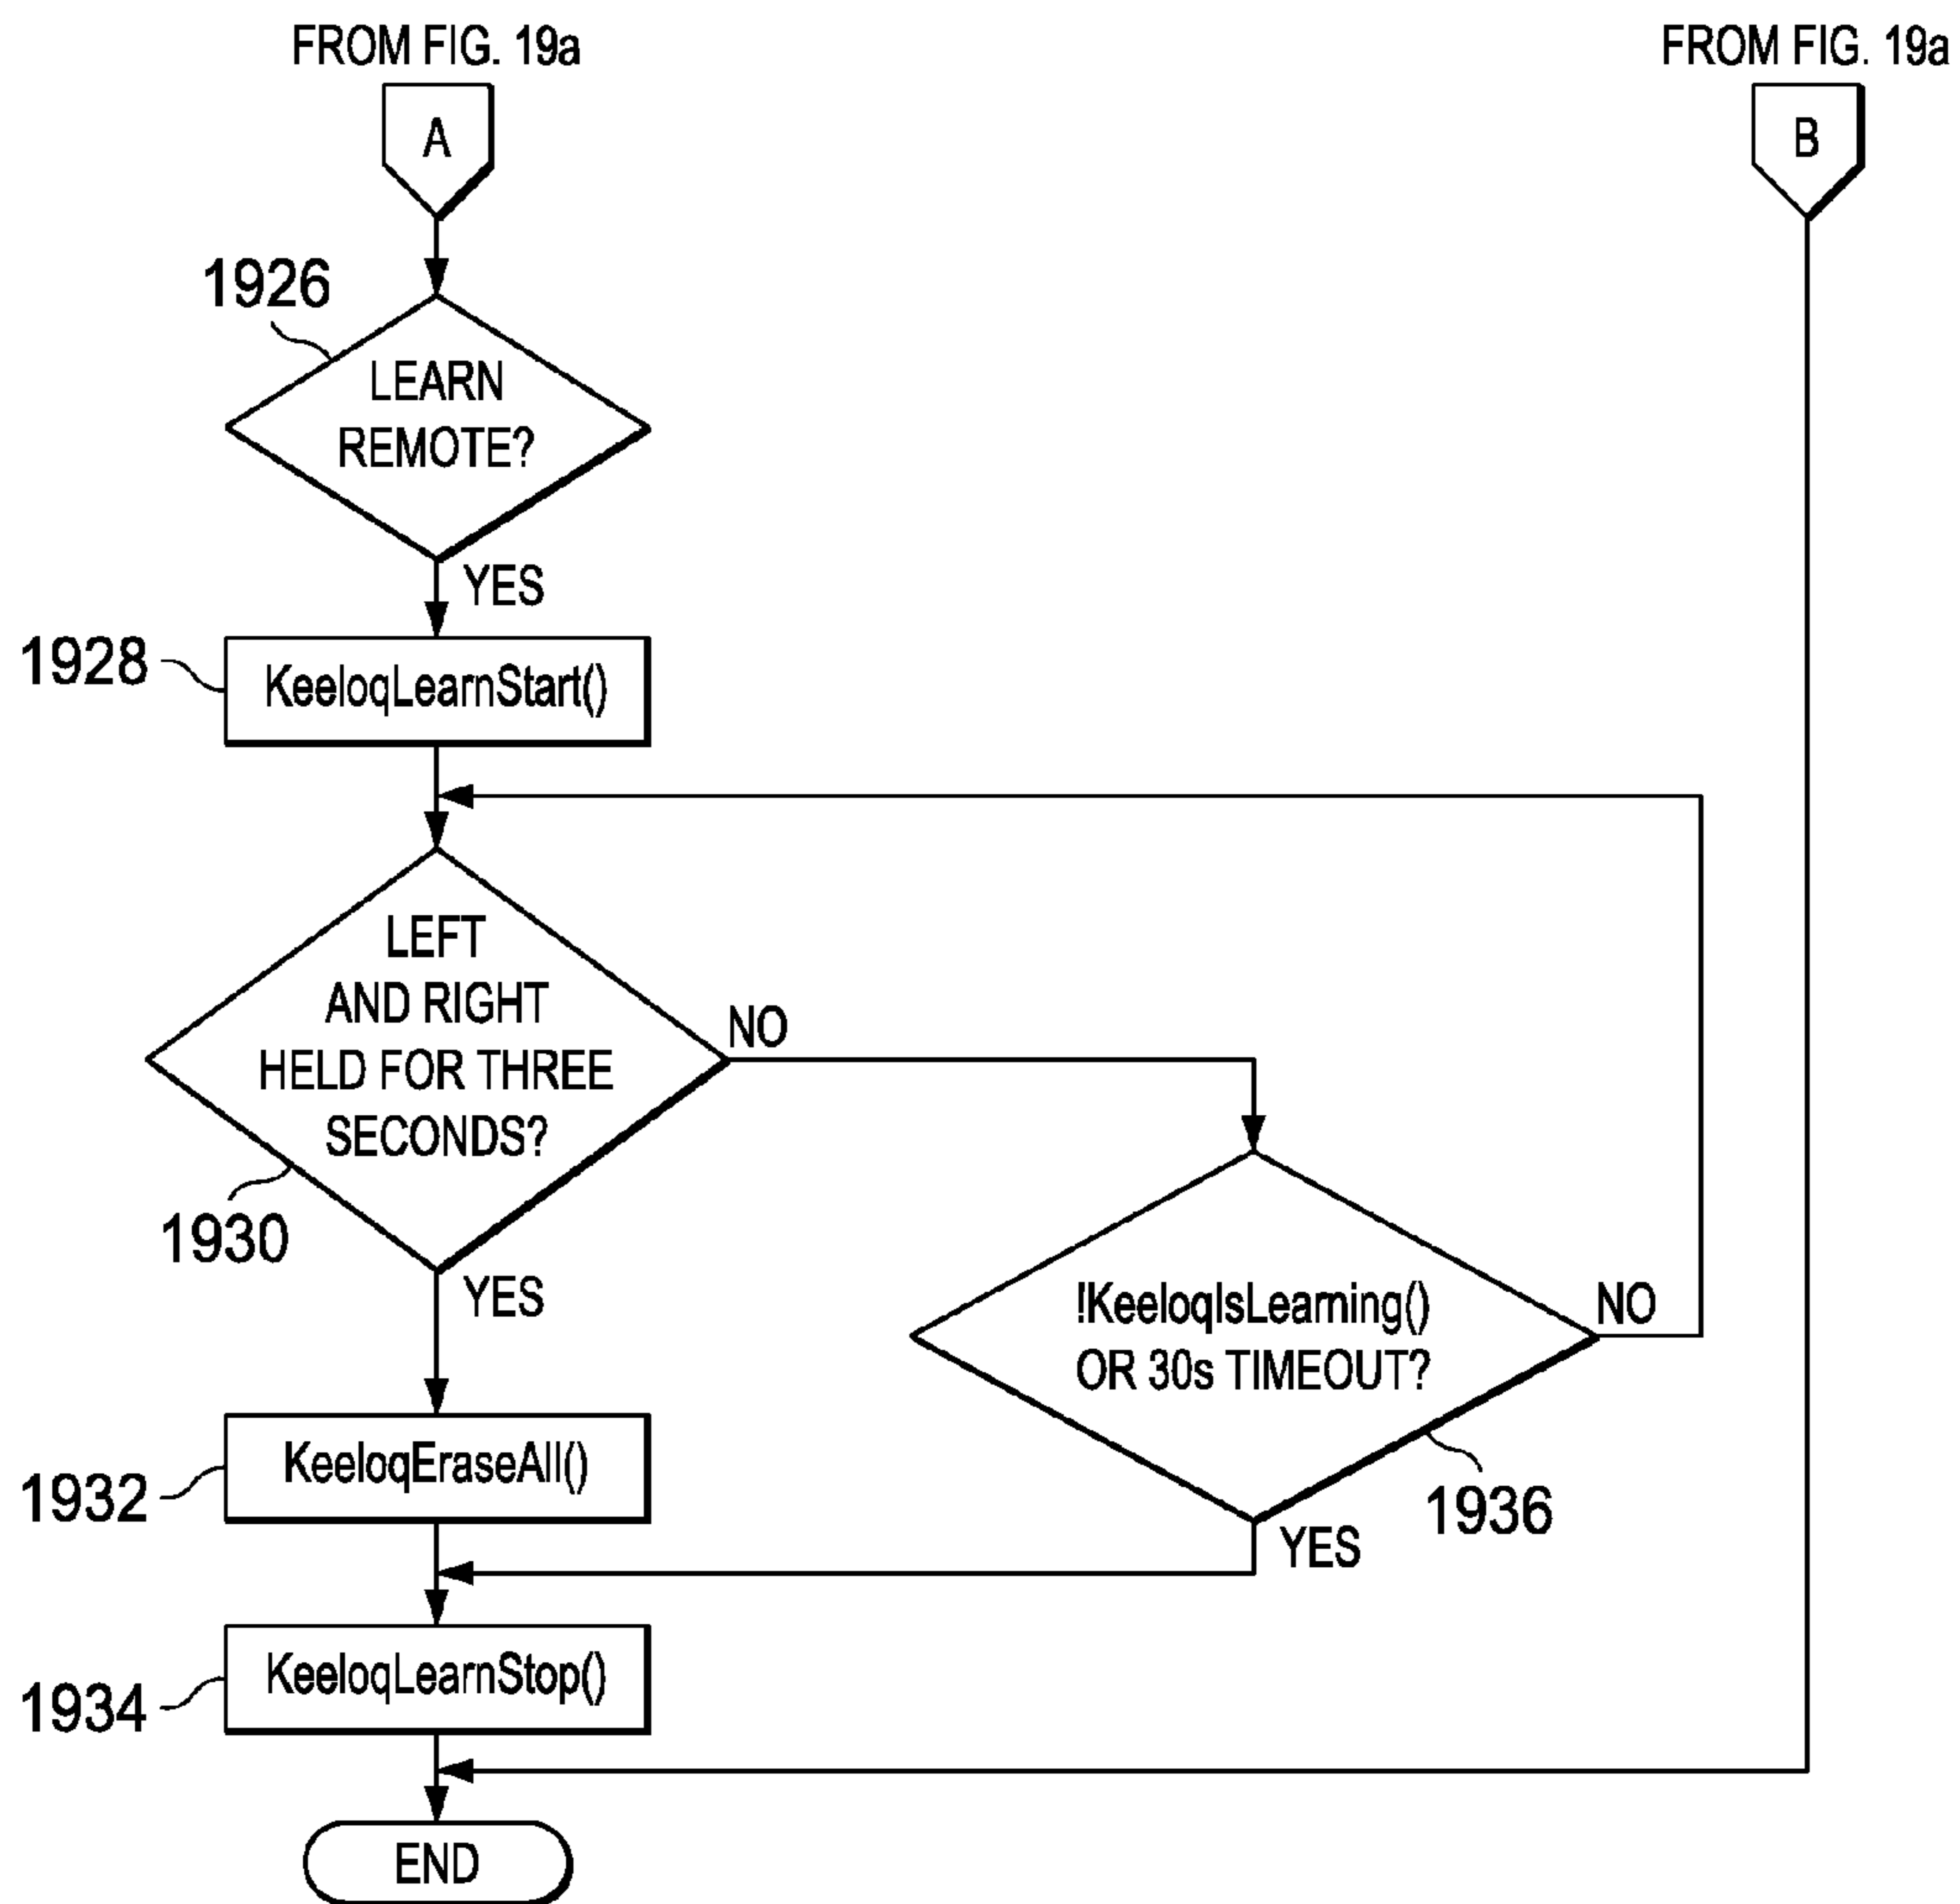 FROM FIG. 19a
FROM FIG. 19a
A
B
1926
LEARN
REMOTE?
YES
1928
KeeloqLearnStart()
LEFT
AND RIGHT
HELD FOR THREE
SECONDS?
NO
1930
YES
!KeeloqIsLearning()
OR 30s TIMEOUT?
NO
1932
KeeloqEraseAll()
1936
YES
1934
KeeloqLearnStop()
END